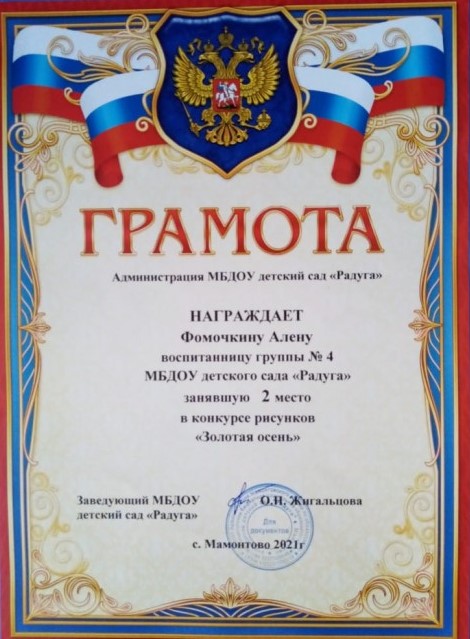 ГРАМОТА
Администрация МБДОУ детский сад «Радуга»
НАГРАЖДАЕТ
Фомочкину Алену
воспитанницу группы № 4
МБДОУ детского сада «Радуга»
занявшую 2 место
в конкурсе рисунков
«Золотая осень»
Заведующий МБДОУ О.И. Жигальцова
детский сад «Радуга»
Для
документов
с. Мамонтово 2021г